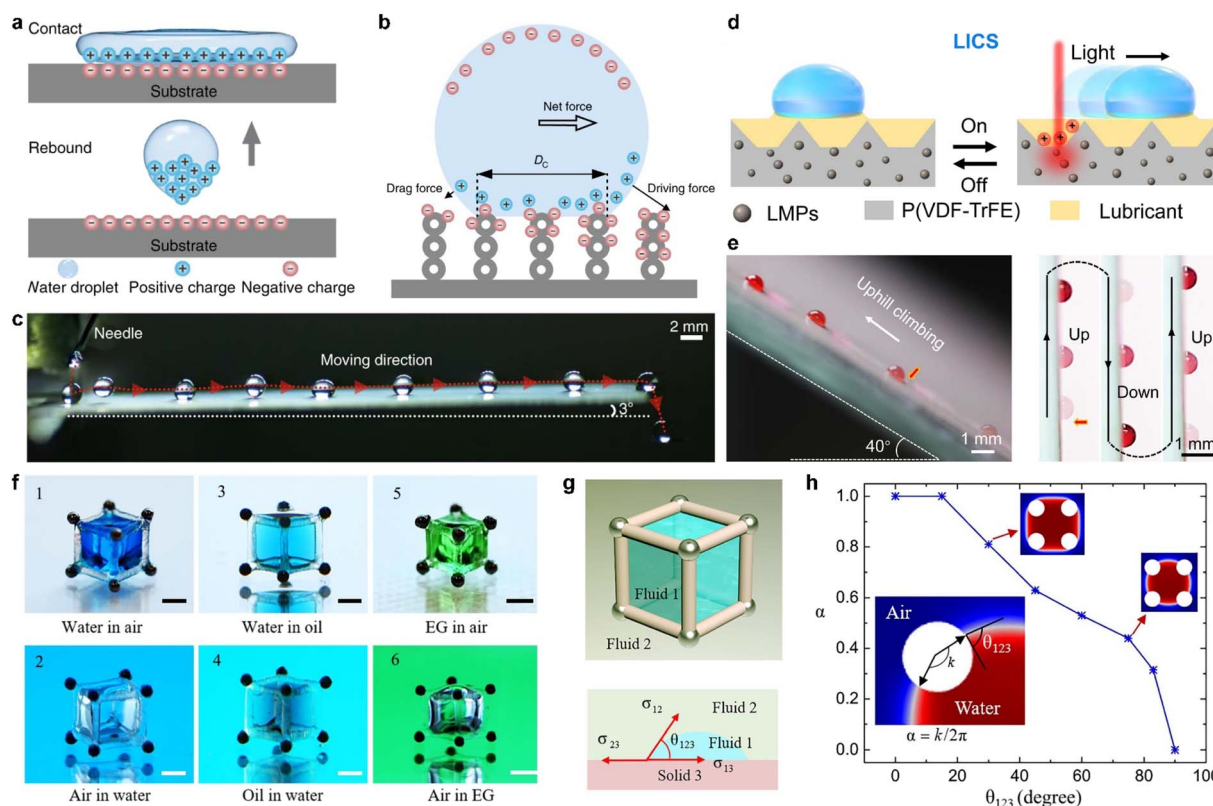 a
Contact
Substrate
Rebound
Substrate
Water droplet
Positive charge
Negative charge
b
Net force
D_C
Drag force
Driving force
c
Needle
2 mm
Moving direction
3°
d
LICS
Light
On
Off
LMPs
P(VDF-TrFE)
Lubricant
e
Uphill climbing
40°
1 mm
Up
Down
Up
1 mm
f
1
3
5
Water in air
Water in oil
EG in air
2
4
6
Air in water
Oil in water
Air in EG
g
Fluid 1
Fluid 2
σ12
Fluid 2
σ23
θ123
Fluid 1
σ13
Solid 3
h
1.0
0.8
0.6
0.4
0.2
0.0
α
Air
θ123
k
Water
α = k/2π
0
20
40
60
80
100
θ123 (degree)